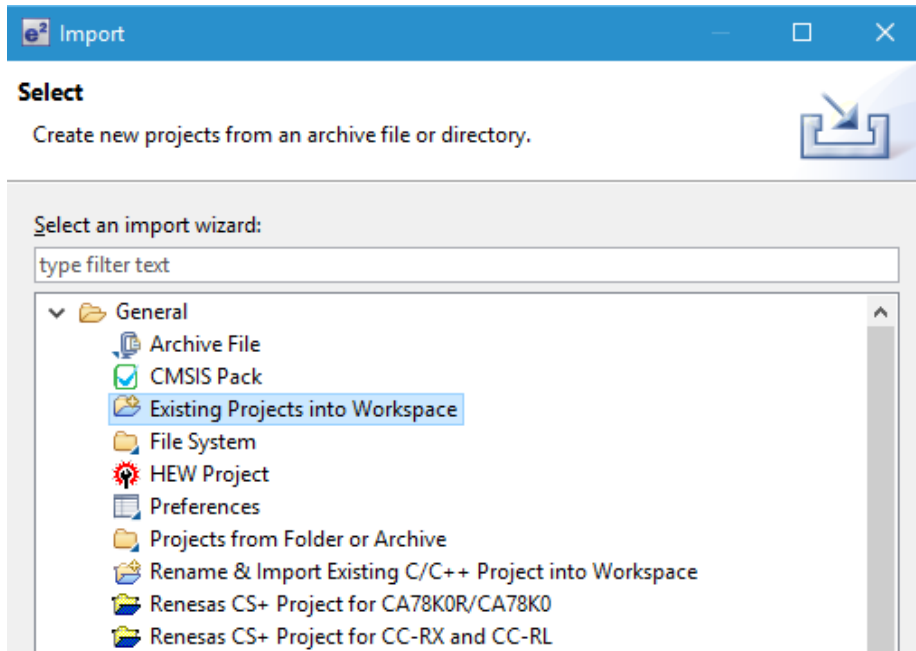 e² Import
Select
Create new projects from an archive file or directory.
Select an import wizard:
type filter text
General
Archive File
CMSIS Pack
Existing Projects into Workspace
File System
HEW Project
Preferences
Projects from Folder or Archive
Rename & Import Existing C/C++ Project into Workspace
Renesas CS+ Project for CA78K0R/CA78K0
Renesas CS+ Project for CC-RX and CC-RL